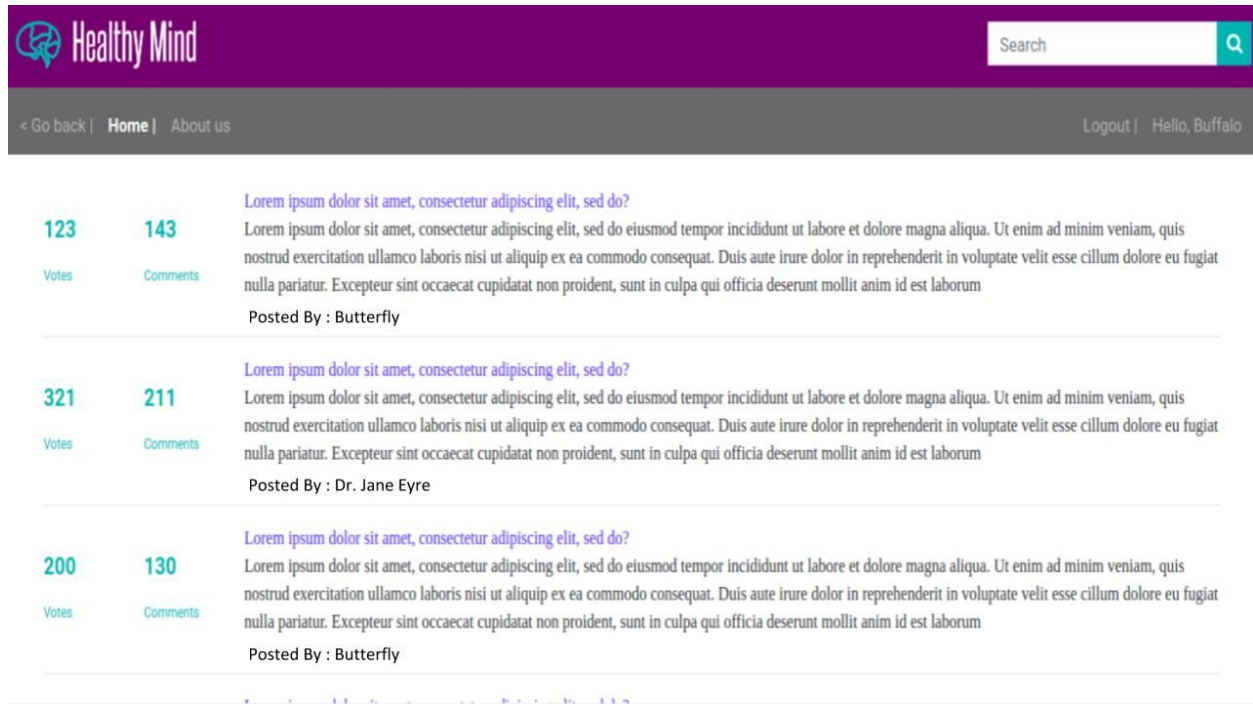 Healthy Mind
Search
< Go back | Home | About us
Logout | Hello, Buffalo
Lorem ipsum dolor sit amet, consectetur adipiscing elit, sed do?
123 143
Lorem ipsum dolor sit amet, consectetur adipiscing elit, sed do eiusmod tempor incididunt ut labore et dolore magna aliqua. Ut enim ad minim veniam, quis
nostrud exercitation ullamco laboris nisi ut aliquip ex ea commodo consequat. Duis aute irure dolor in reprehenderit in voluptate velit esse cillum dolore eu fugiat
Votes Comments
nulla pariatur. Excepteur sint occaecat cupidatat non proident, sunt in culpa qui officia deserunt mollit anim id est laborum
Posted By : Butterfly
Lorem ipsum dolor sit amet, consectetur adipiscing elit, sed do?
321 211
Lorem ipsum dolor sit amet, consectetur adipiscing elit, sed do eiusmod tempor incididunt ut labore et dolore magna aliqua. Ut enim ad minim veniam, quis
nostrud exercitation ullamco laboris nisi ut aliquip ex ea commodo consequat. Duis aute irure dolor in reprehenderit in voluptate velit esse cillum dolore eu fugiat
Votes Comments
nulla pariatur. Excepteur sint occaecat cupidatat non proident, sunt in culpa qui officia deserunt mollit anim id est laborum
Posted By : Dr. Jane Eyre
Lorem ipsum dolor sit amet, consectetur adipiscing elit, sed do?
200 130
Lorem ipsum dolor sit amet, consectetur adipiscing elit, sed do eiusmod tempor incididunt ut labore et dolore magna aliqua. Ut enim ad minim veniam, quis
nostrud exercitation ullamco laboris nisi ut aliquip ex ea commodo consequat. Duis aute irure dolor in reprehenderit in voluptate velit esse cillum dolore eu fugiat
Votes Comments
nulla pariatur. Excepteur sint occaecat cupidatat non proident, sunt in culpa qui officia deserunt mollit anim id est laborum
Posted By : Butterfly